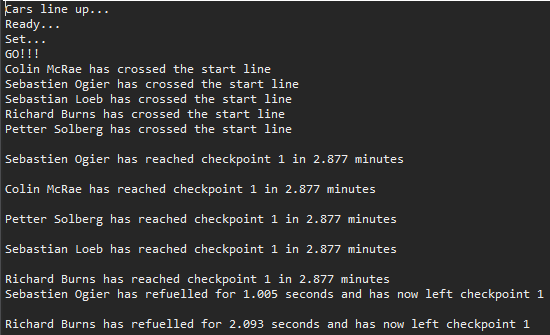 Cars line up...
Ready...
Set...
GO!!!
Colin McRae has crossed the start line
Sebastien Ogier has crossed the start line
Sebastian Loeb has crossed the start line
Richard Burns has crossed the start line
Petter Solberg has crossed the start line
Sebastien Ogier has reached checkpoint 1 in 2.877 minutes
Colin McRae has reached checkpoint 1 in 2.877 minutes
Petter Solberg has reached checkpoint 1 in 2.877 minutes
Sebastian Loeb has reached checkpoint 1 in 2.877 minutes
Richard Burns has reached checkpoint 1 in 2.877 minutes
Sebastien Ogier has refuelled for 1.005 seconds and has now left checkpoint 1
Richard Burns has refuelled for 2.093 seconds and has now left checkpoint 1